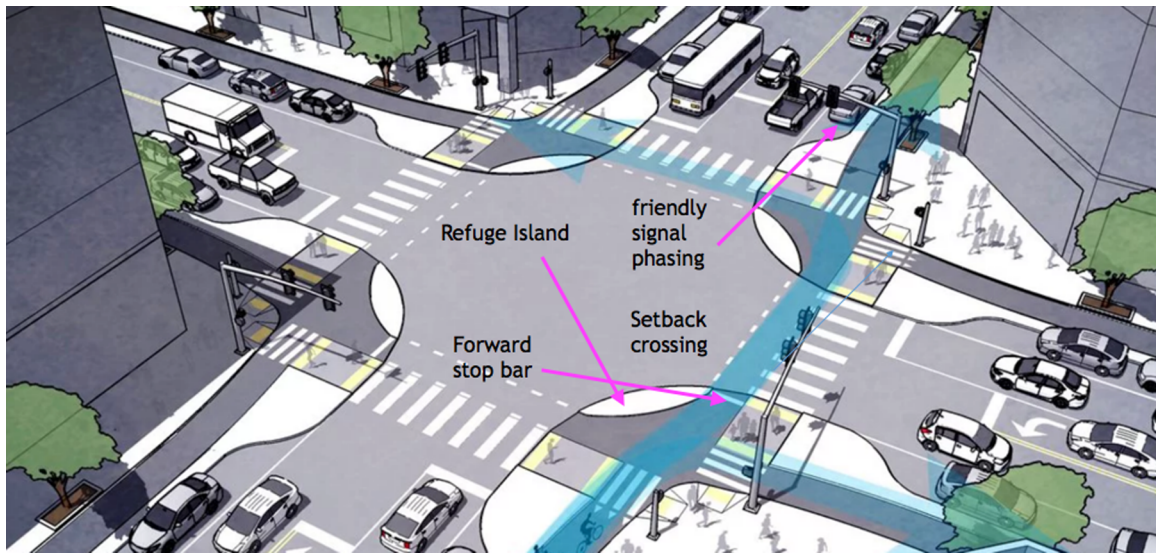 Refuge Island
friendly
signal
phasing
Setback
crossing
Forward
stop bar